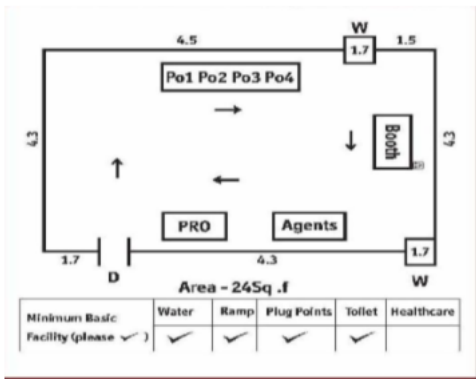 W
4.5 1.7 1.5
Po1 Po2 Po3 Po4
4.3 Booth 4.3
PRO Agents 1.7
1.7 4.3
D W
Area - 24Sq .f
Minimum Basic Water Ramp Plug Points Toilet Healthcare
Facility (please ✓) ✓ ✓ ✓ ✓